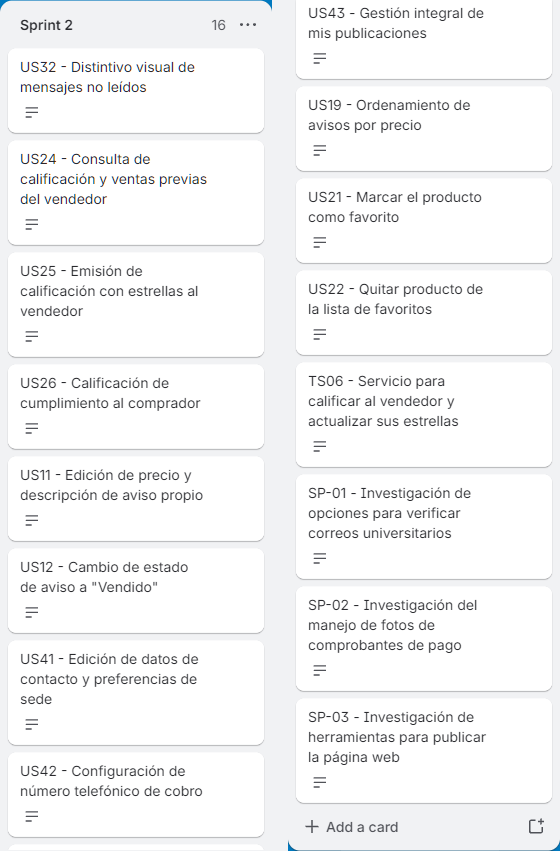 Sprint 2
16
US32 - Distintivo visual de
mensajes no leídos
US24 - Consulta de
calificación y ventas previas
del vendedor
US25 - Emisión de
calificación con estrellas al
vendedor
US26 - Calificación de
cumplimiento al comprador
US11 - Edición de precio y
descripción de aviso propio
US12 - Cambio de estado
de aviso a "Vendido"
US41 - Edición de datos de
contacto y preferencias de
sede
US42 - Configuración de
número telefónico de cobro
US43 - Gestión integral de
mis publicaciones
US19 - Ordenamiento de
avisos por precio
US21 - Marcar el producto
como favorito
US22 - Quitar producto de
la lista de favoritos
TS06 - Servicio para
calificar al vendedor y
actualizar sus estrellas
SP-01 - Investigación de
opciones para verificar
correos universitarios
SP-02 - Investigación del
manejo de fotos de
comprobantes de pago
SP-03 - Investigación de
herramientas para publicar
la página web
Add a card